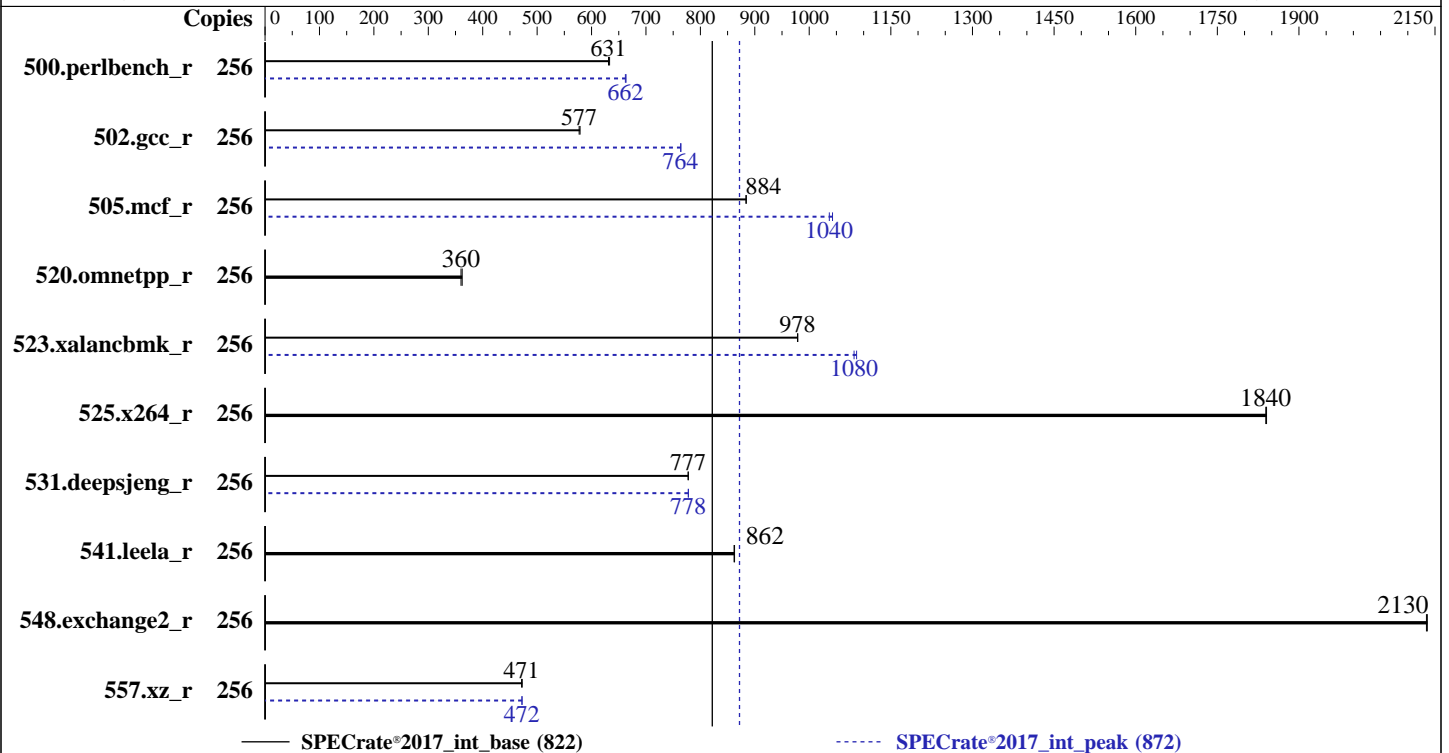 Copies 0 100 200 300 400 500 600 700 800 900 1000 1150 1300 1450 1600 1750 1900 2150
500.perlbench_r 256 631
662
502.gcc_r 256 577
764
505.mcf_r 256 884
1040
520.omnetpp_r 256 360
523.xalancbmk_r 256 978
1080
525.x264_r 256 1840
531.deepsjeng_r 256 777
778
541.leela_r 256 862
548.exchange2_r 256 2130
557.xz_r 256 471
472
SPECrate®2017_int_base (822) SPECrate®2017_int_peak (872)